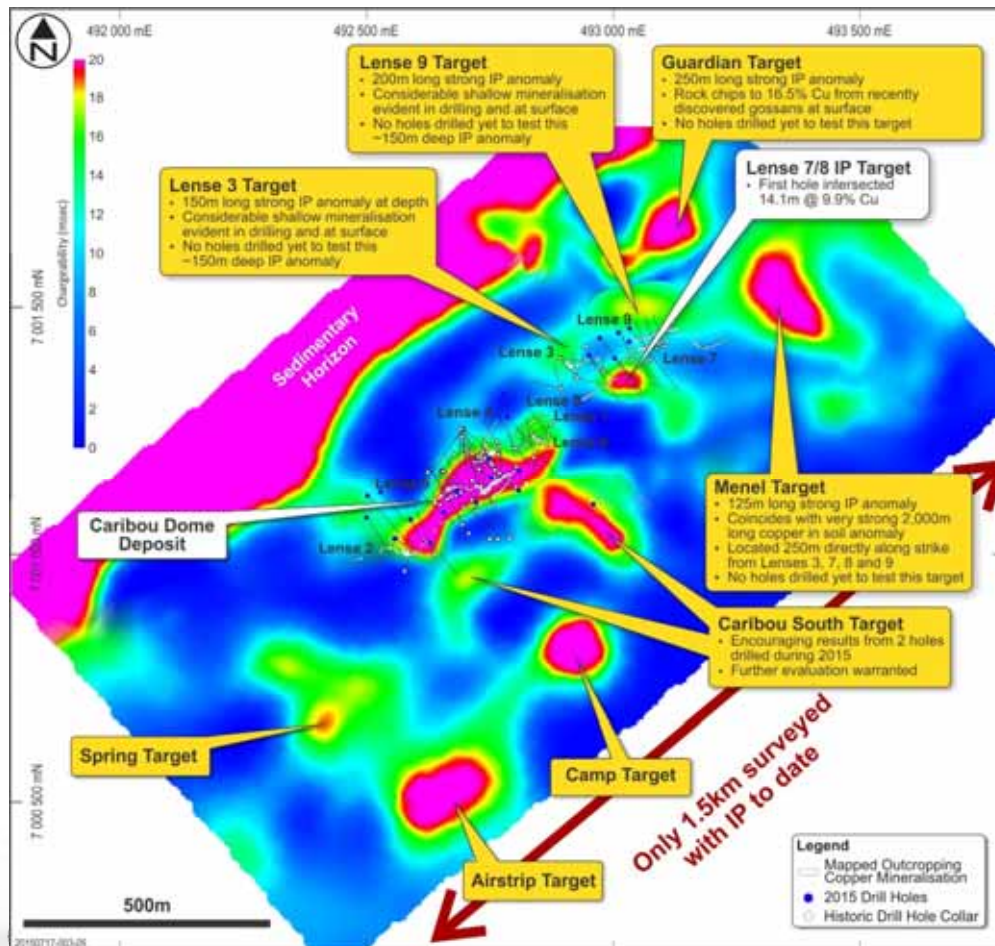 492 000 mE
492 500 mE
493 000 mE
493 500 mE
N
20
18
16
14
12
10
8
6
4
2
0
Chargeability (msec)
7 001 500 mN
7 001 000 mN
7 000 500 mN
Lense 9 Target
• 200m long strong IP anomaly
• Considerable shallow mineralisation
evident in drilling and at surface
• No holes drilled yet to test this
~150m deep IP anomaly
Guardian Target
• 250m long strong IP anomaly
• Rock chips to 16.5% Cu from recently
discovered gossans at surface
• No holes drilled yet to test this target
Lense 7/8 IP Target
• First hole intersected
14.1m @ 9.9% Cu
Lense 3 Target
• 150m long strong IP anomaly at depth
• Considerable shallow mineralisation
evident in drilling and at surface
• No holes drilled yet to test this
~150m deep IP anomaly
Sedimentary
Horizon
Lense 9
Lense 3
Lense 7
Lense 8
Lense
Lense
Lense 2
Caribou Dome
Deposit
Menel Target
• 125m long strong IP anomaly
• Coincides with very strong 2,000m
long copper in soil anomaly
• Located 250m directly along strike
from Lenses 3, 7, 8 and 9
• No holes drilled yet to test this target
Caribou South Target
• Encouraging results from 2 holes
drilled during 2015
• Further evaluation warranted
Spring Target
Camp Target
Airstrip Target
Only 1.5km surveyed
with IP to date
Legend
Mapped Outcropping
Copper Mineralisation
2015 Drill Holes
Historic Drill Hole Collar
500m
20150717-003-05